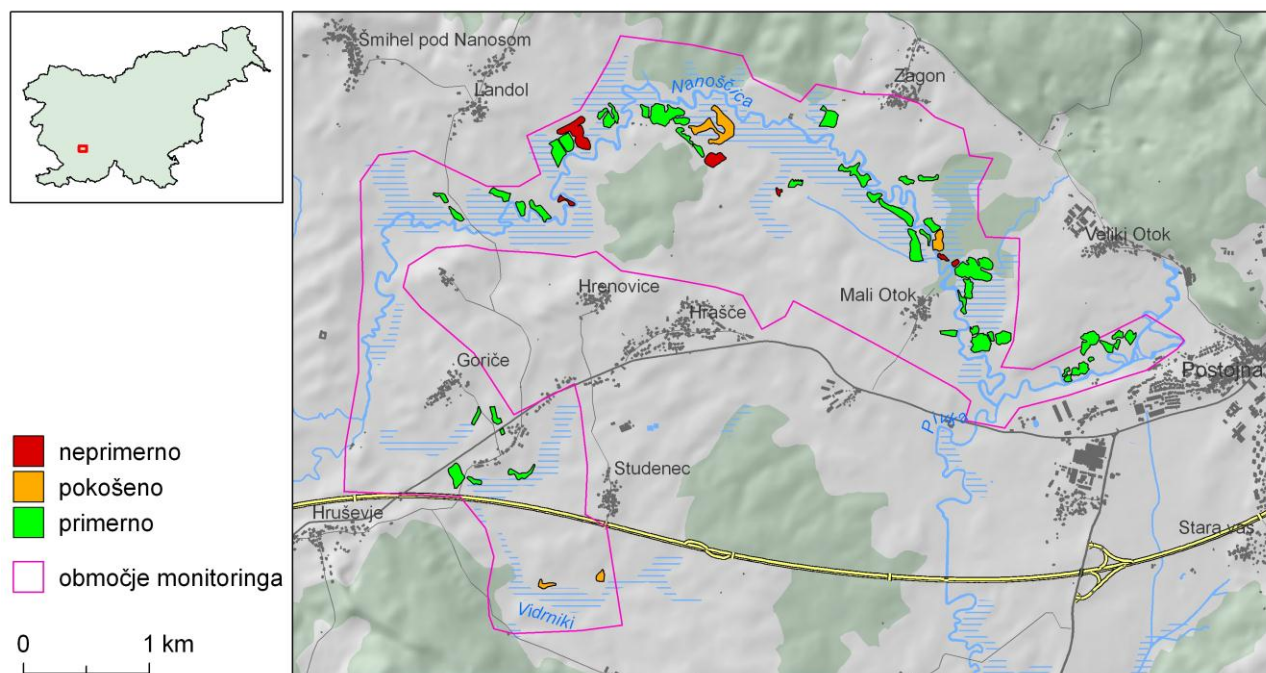 Šmihel pod Nanosom
Landol
Nanoščica
Zagon
Veliki Otok
Hrenovice
Mali Otok
Hrašče
Goriče
Postojna
Pivka
Studenec
Hruševje
Stara vas
Vidrniki
neprimerno
pokošeno
primerno
območje monitoringa
0 1 km